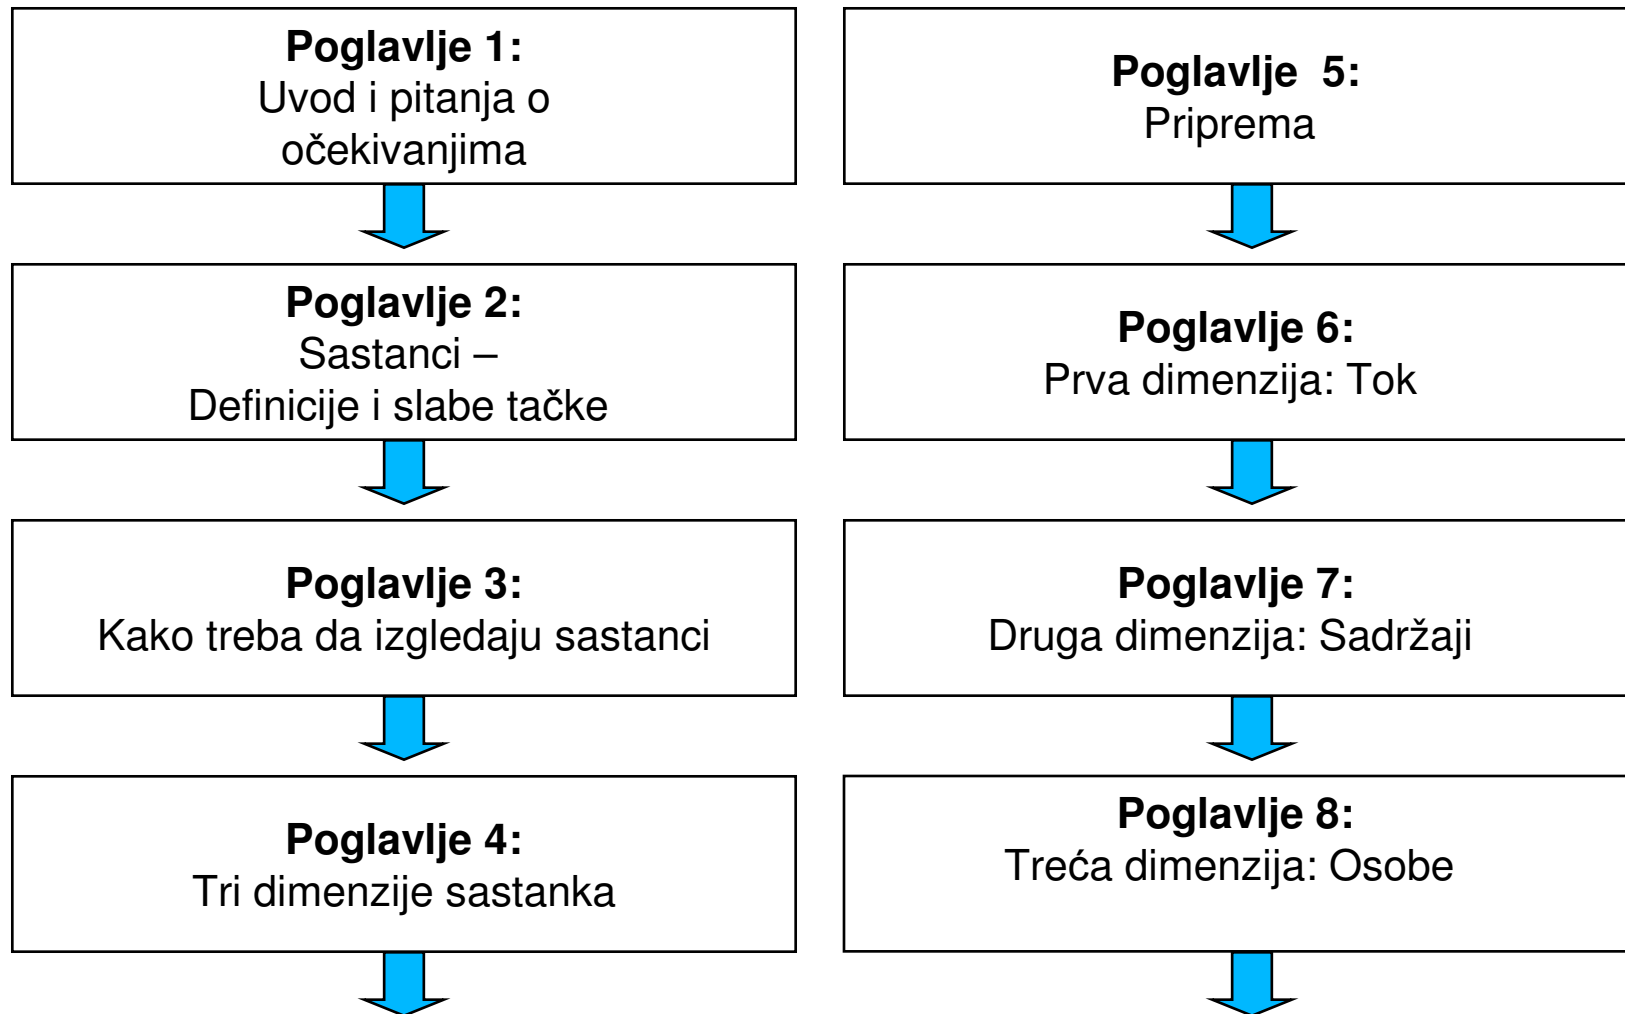 Poglavlje 1:
Uvod i pitanja o
očekivanjima
Poglavlje 2:
Sastanci –
Definicije i slabe tačke
Poglavlje 3:
Kako treba da izgledaju sastanci
Poglavlje 4:
Tri dimenzije sastanka
Poglavlje  5:
Priprema
Poglavlje 6:
Prva dimenzija: Tok
Poglavlje 7:
Druga dimenzija: Sadržaji
Poglavlje 8:
Treća dimenzija: Osobe